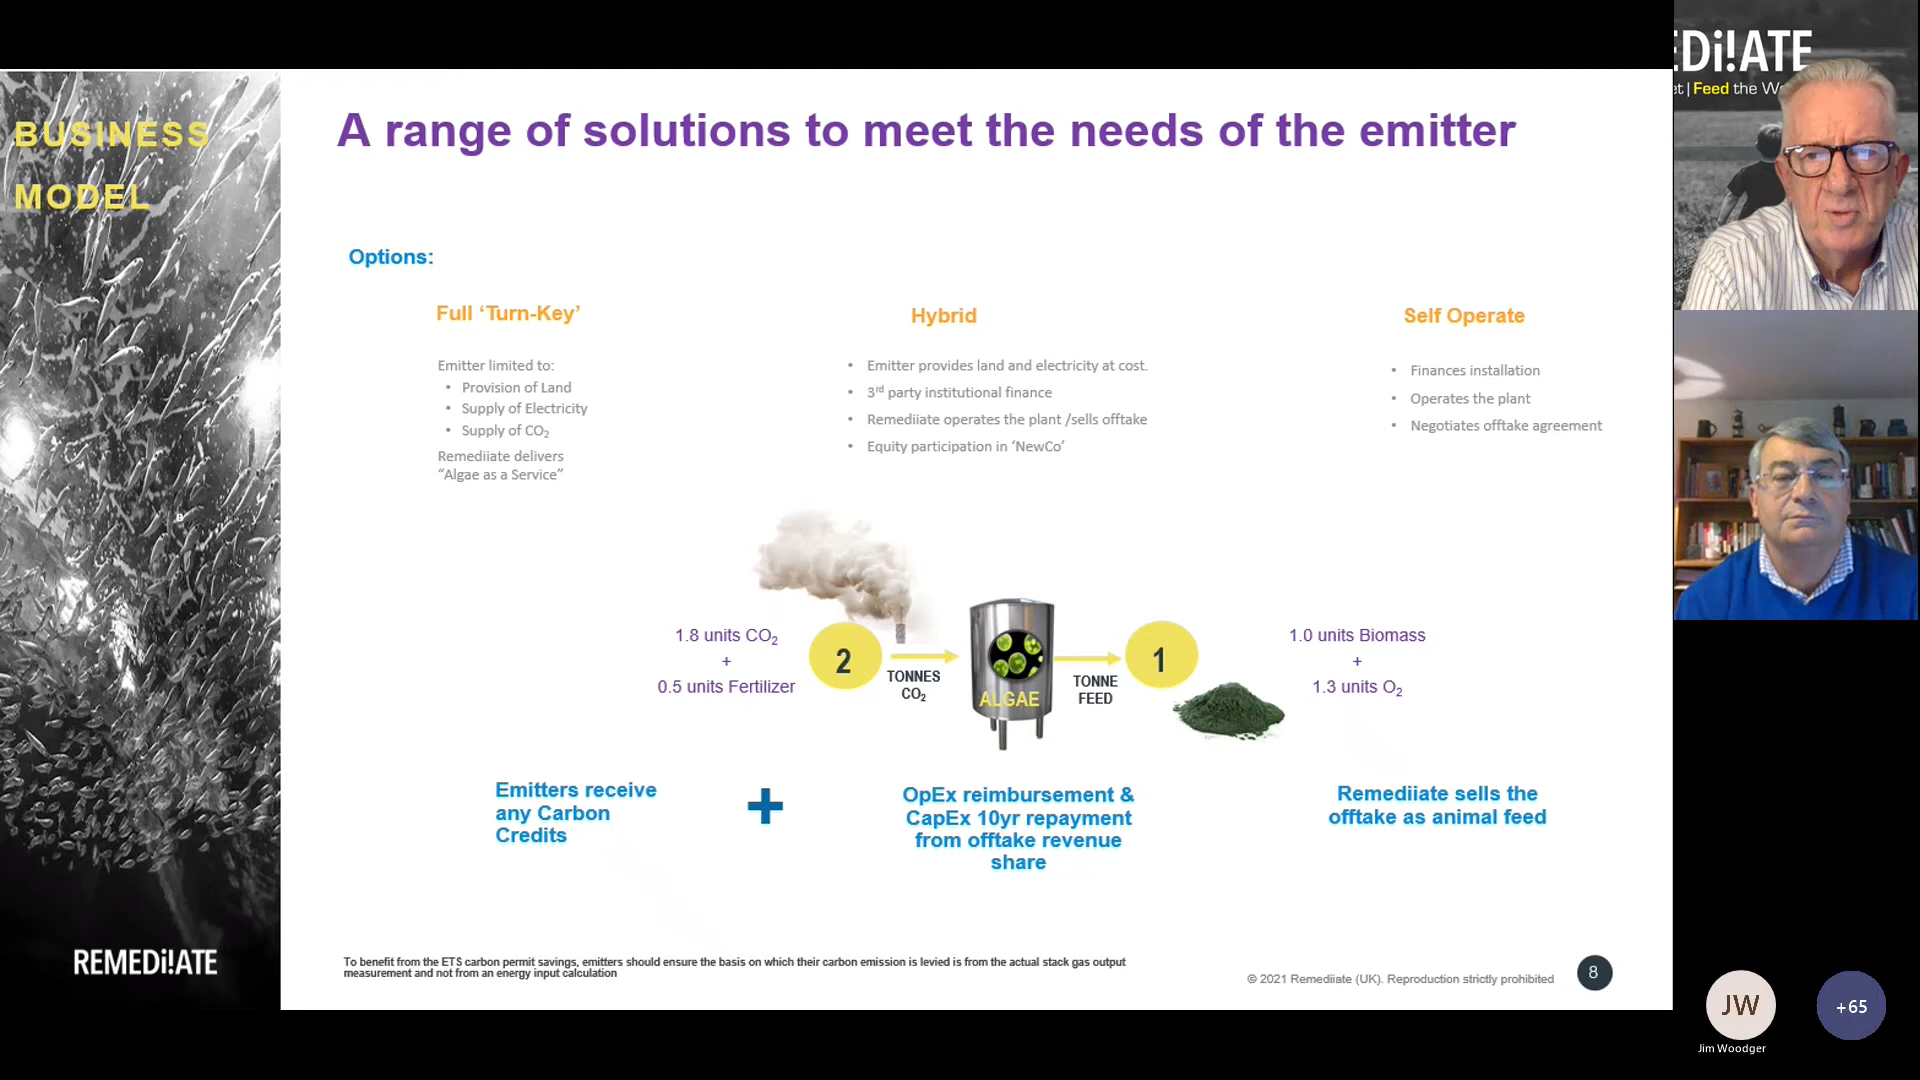 BUSINESS
MODEL
A range of solutions to meet the needs of the emitter
Options:
Full ‘Turn-Key’
Emitter limited to:
• Provision of Land
• Supply of Electricity
• Supply of CO₂
Remediiate delivers
“Algae as a Service”
Hybrid
• Emitter provides land and electricity at cost.
• 3rd party institutional finance
• Remediiate operates the plant /sells offtake
• Equity participation in ‘NewCo’
Self Operate
• Finances installation
• Operates the plant
• Negotiates offtake agreement
1.8 units CO₂
+
0.5 units Fertilizer
2
TONNES
CO₂
ALGAE
TONNE
FEED
1
1.0 units Biomass
+
1.3 units O₂
Emitters receive
any Carbon
Credits
+
OpEx reimbursement &
CapEx 10yr repayment
from offtake revenue
share
Remediiate sells the
offtake as animal feed
REMEDi!ATE
To benefit from the ETS carbon permit savings, emitters should ensure the basis on which their carbon emission is levied is from the actual stack gas output
measurement and not from an energy input calculation
© 2021 Remediiate (UK). Reproduction strictly prohibited
8
EDi!ATE
et | Feed the W
JW
Jim Woodger
+65